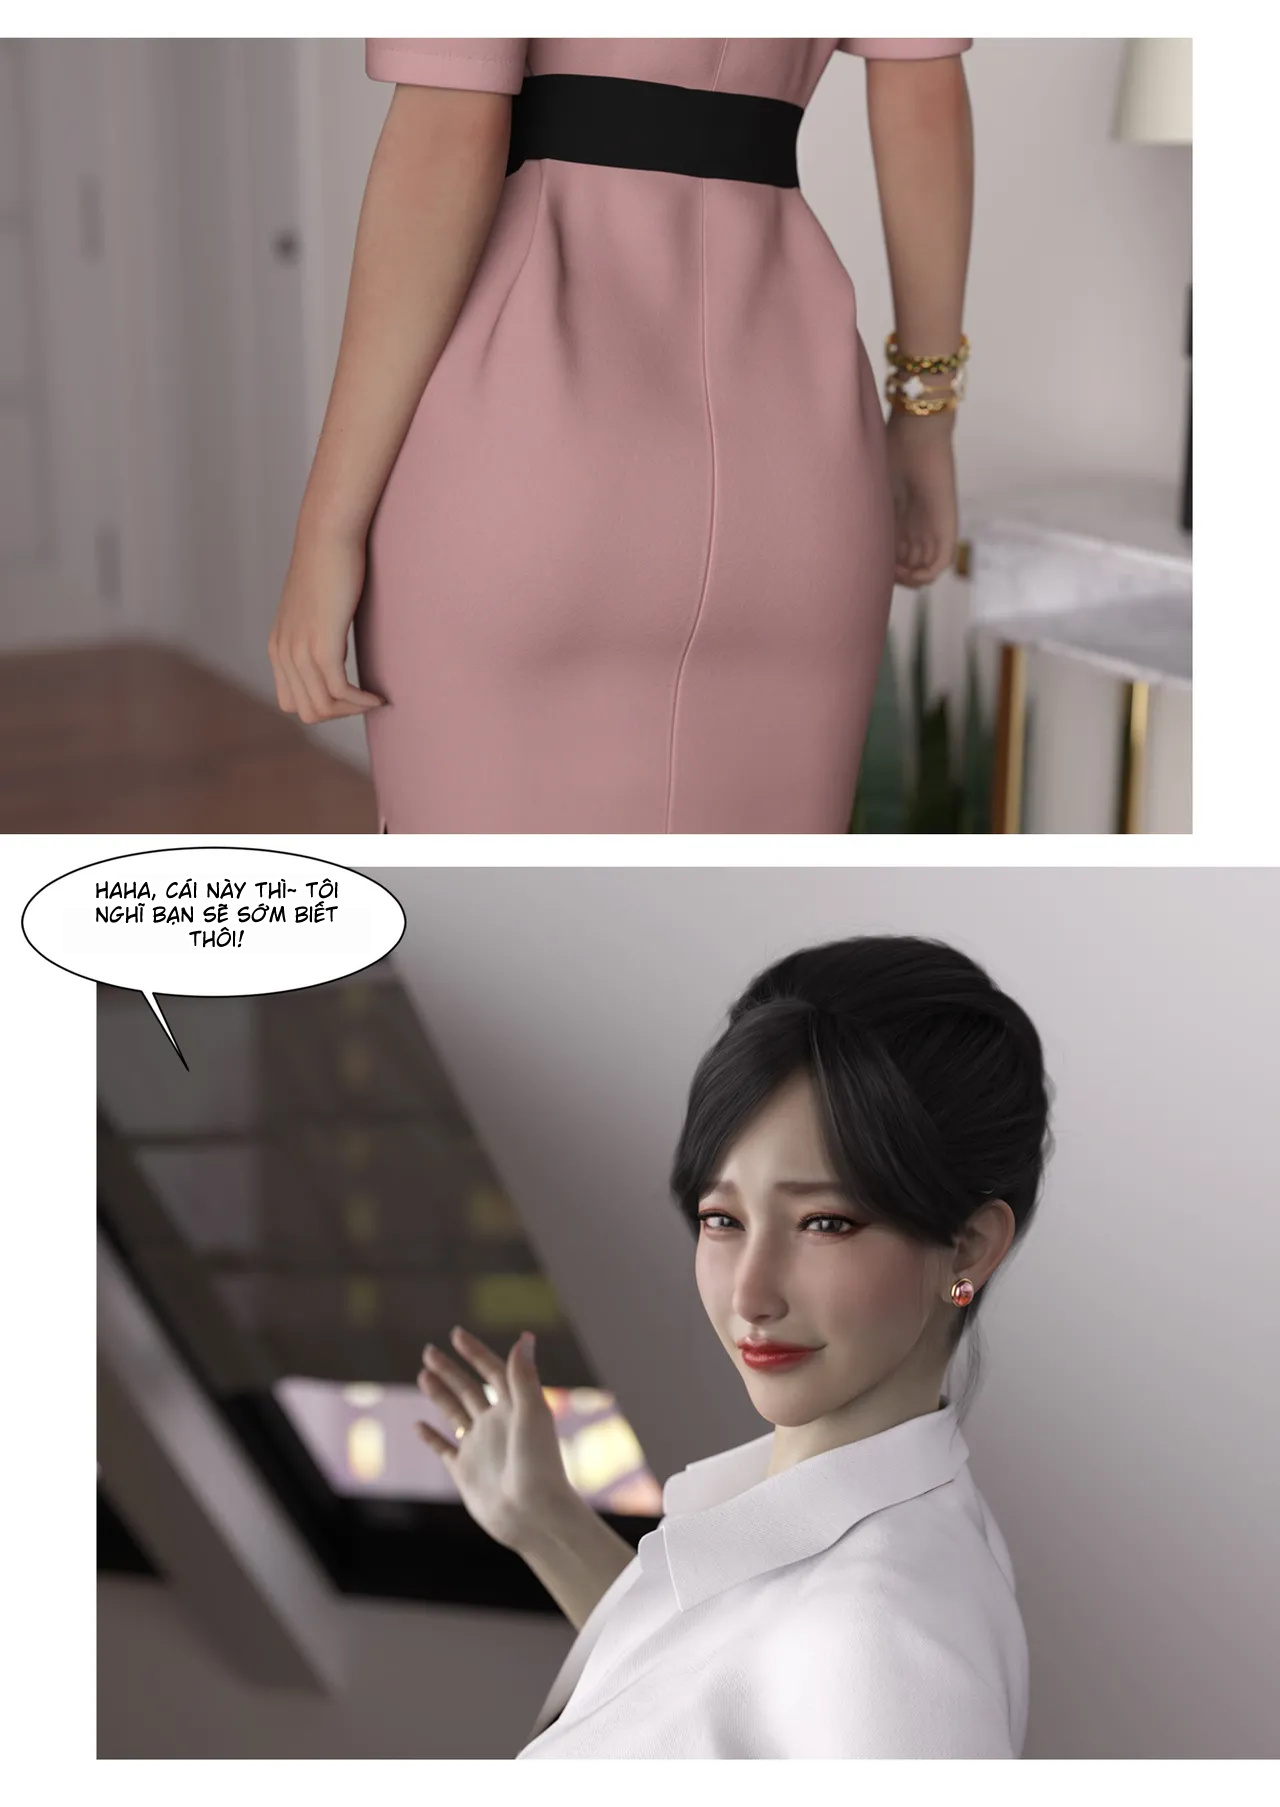 HAHA, CÁI NÀY THÌ~ TÔI
NGHĨ BẠN SẼ SỚM BIẾT
THÔI!